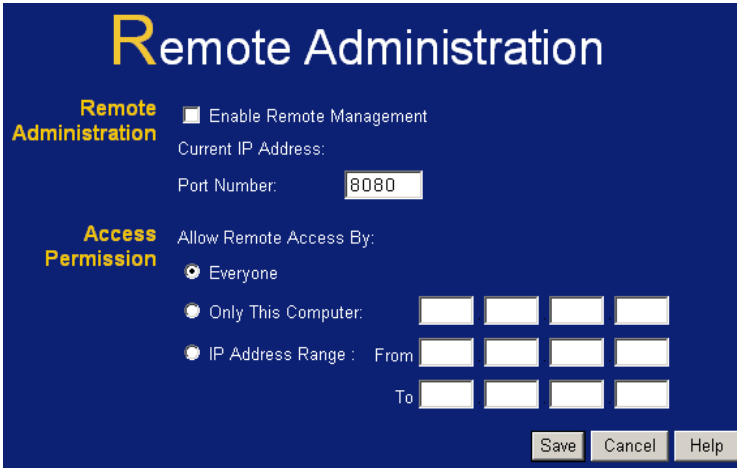 Remote Administration
Remote Administration
Enable Remote Management
Current IP Address:
Port Number: 8080
Access Permission
Allow Remote Access By:
Everyone
Only This Computer:
IP Address Range : From
To
Save Cancel Help